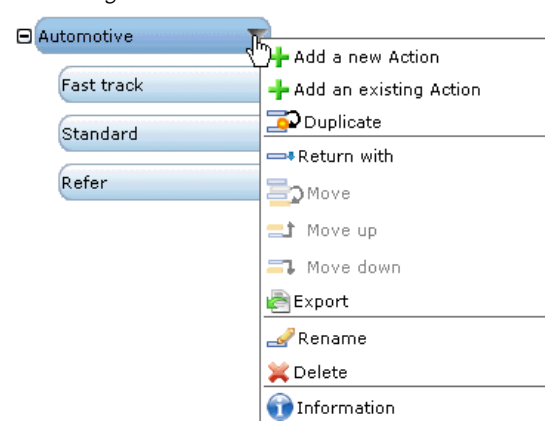 Automotive
Fast track
Standard
Refer
Add a new Action
Add an existing Action
Duplicate
Return with
Move
Move up
Move down
Export
Rename
Delete
Information